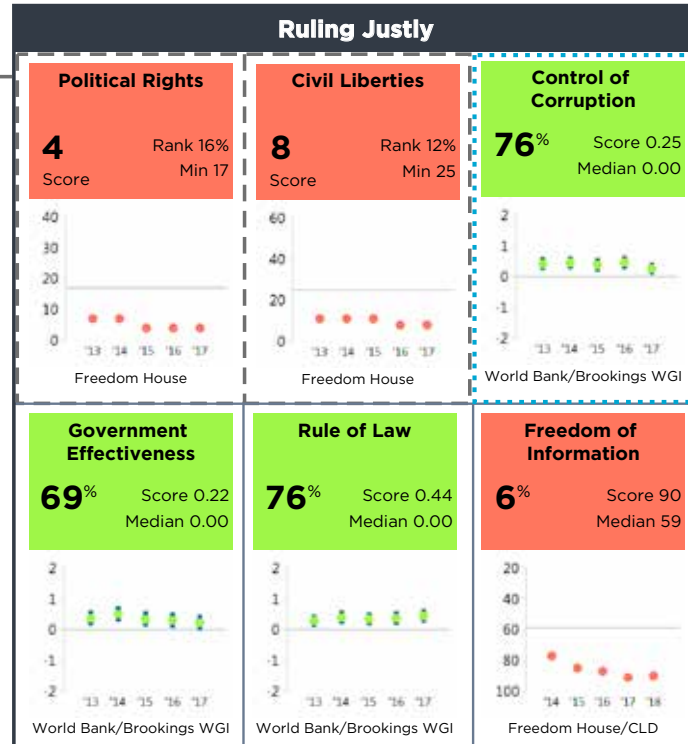 Ruling Justly
Political Rights
4
Score
Rank 16%
Min 17
40
30
20
10
0
'13 '14 '15 '16 '17
Freedom House
Civil Liberties
8
Score
Rank 12%
Min 25
60
40
20
0
'13 '14 '15 '16 '17
Freedom House
Control of
Corruption
76%
Score 0.25
Median 0.00
2
1
0
-1
-2
'13 '14 '15 '16 '17
World Bank/Brookings WGI
Government
Effectiveness
69%
Score 0.22
Median 0.00
2
1
0
-1
-2
'13 '14 '15 '16 '17
World Bank/Brookings WGI
Rule of Law
76%
Score 0.44
Median 0.00
2
1
0
-1
-2
'13 '14 '15 '16 '17
World Bank/Brookings WGI
Freedom of
Information
6%
Score 90
Median 59
20
40
60
80
100
'14 '15 '16 '17 '18
Freedom House/CLD